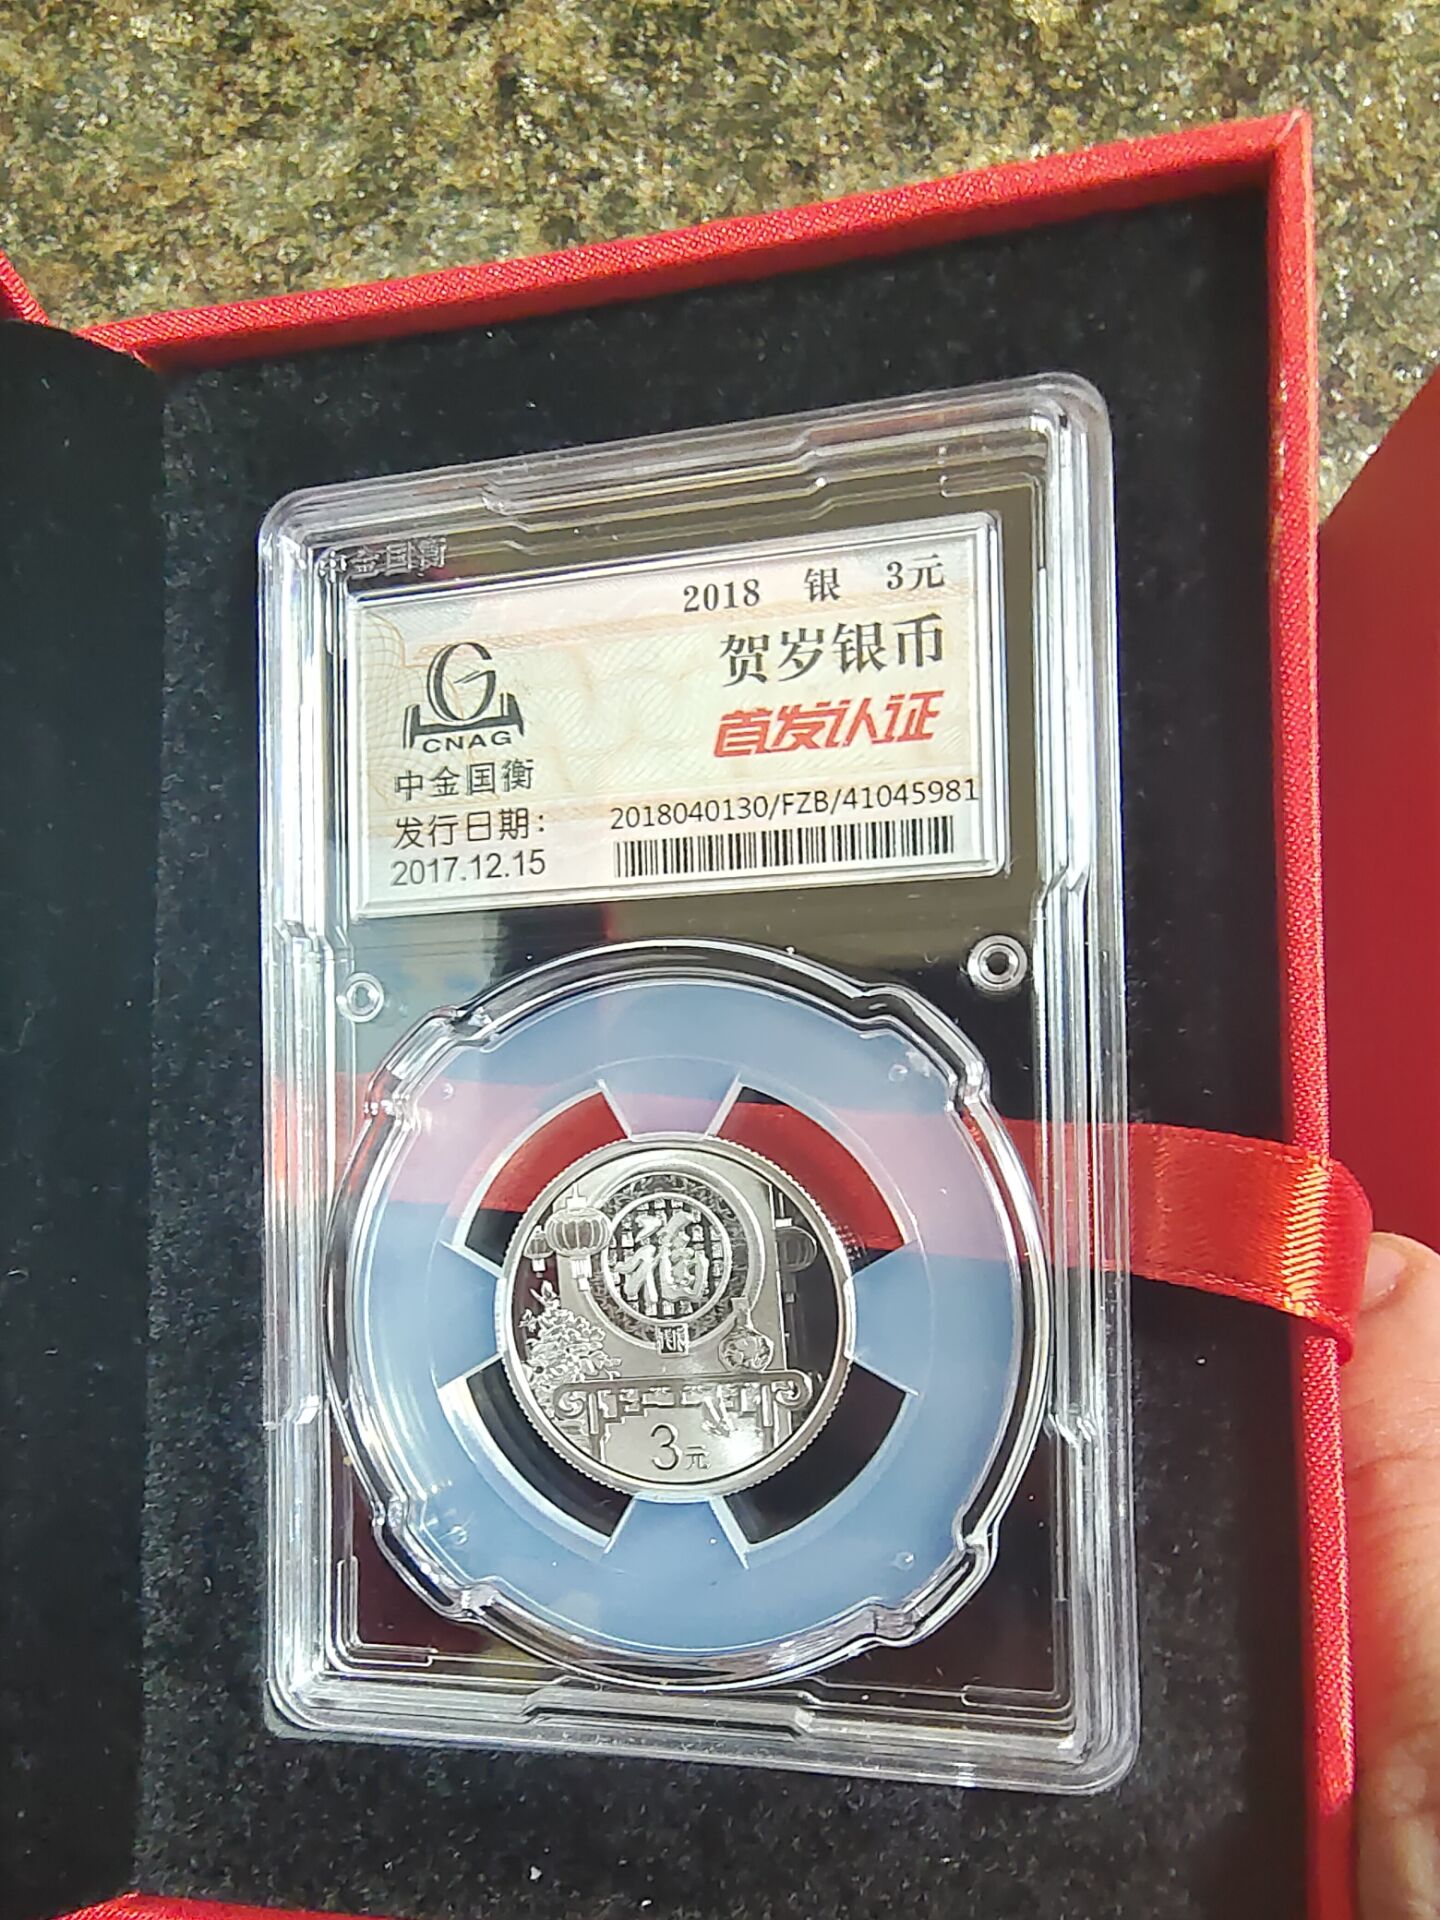 中金国衡
2018 银 3元
贺岁银币
首发认证
G
CNAG
中金国衡
发行日期：
2017.12.15
2018040130/FZB/41045981
福
3元